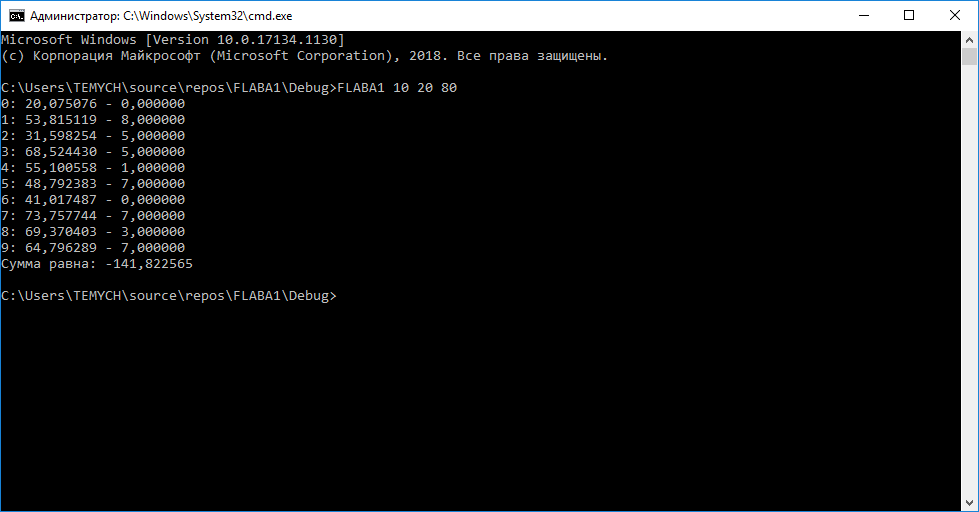 Администратор: C:\Windows\System32\cmd.exe
Microsoft Windows [Version 10.0.17134.1130]
(c) Корпорация Майкрософт (Microsoft Corporation), 2018. Все права защищены.
C:\Users\TEMYCH\source\repos\FLABA1\Debug>FLABA1 10 20 80
0: 20,075076 - 0,000000
1: 53,815119 - 8,000000
2: 31,598254 - 5,000000
3: 68,524430 - 5,000000
4: 55,100558 - 1,000000
5: 48,792383 - 7,000000
6: 41,017487 - 0,000000
7: 73,757744 - 7,000000
8: 69,370403 - 3,000000
9: 64,796289 - 7,000000
Сумма равна: -141,822565
C:\Users\TEMYCH\source\repos\FLABA1\Debug>